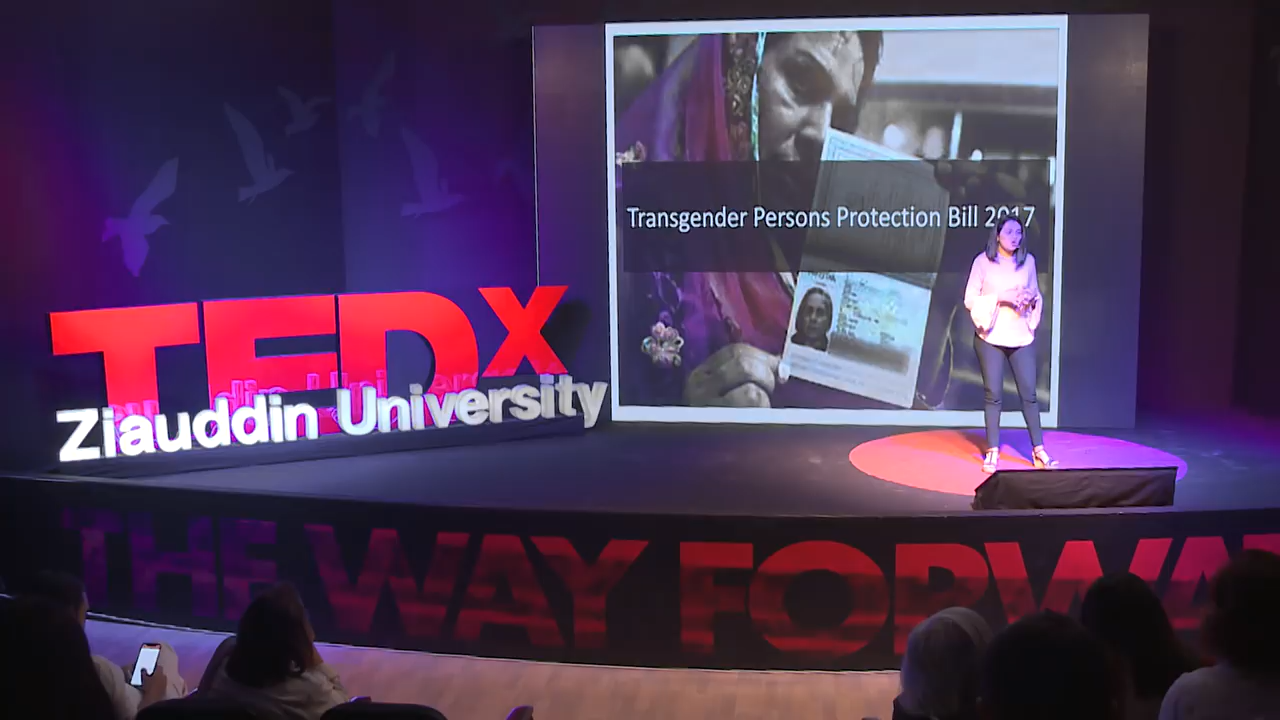 Transgender Persons Protection Bill 2017
TEDx
Ziauddin University
THE WAY FORWA